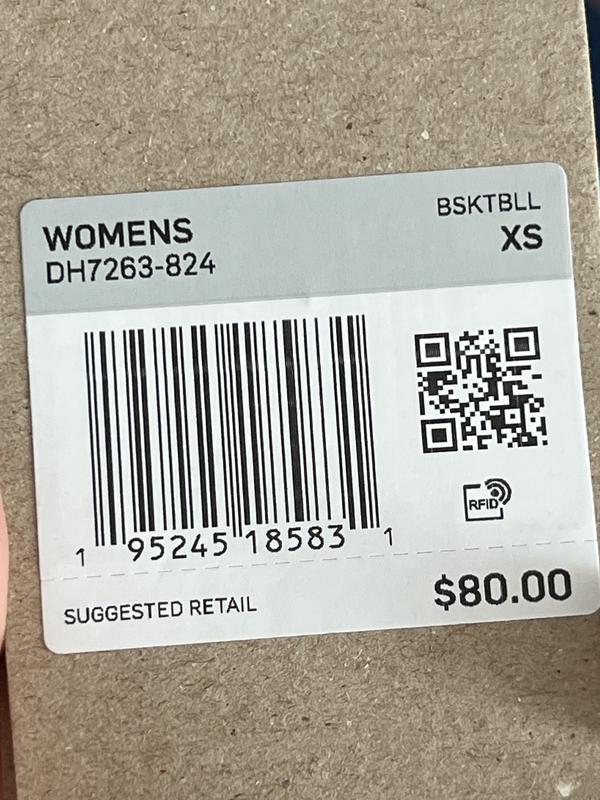 WOMENS
DH7263-824
BSKTBLL
XS
RFID
1 95245 18583 1
SUGGESTED RETAIL
$80.00